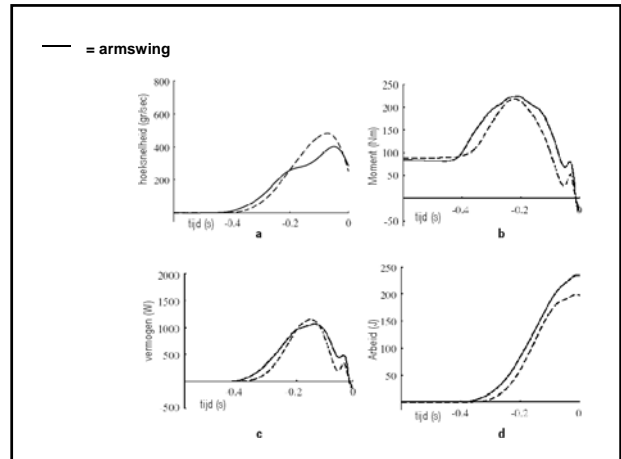 = armswing
hoeksnelheid (gr/sec)
800
600
400
200
tijd (s) -0.4 -0.2 0
a
Moment (Nm)
250
200
150
100
50
-50
tijd (s) -0.4 -0.2 0
b
vermogen (W)
2000
1500
1000
500
500
tijd (s) -0.4 -0.2 0
c
Arbeid (J)
250
200
150
100
50
tijd (s) -0.4 -0.2 0
d